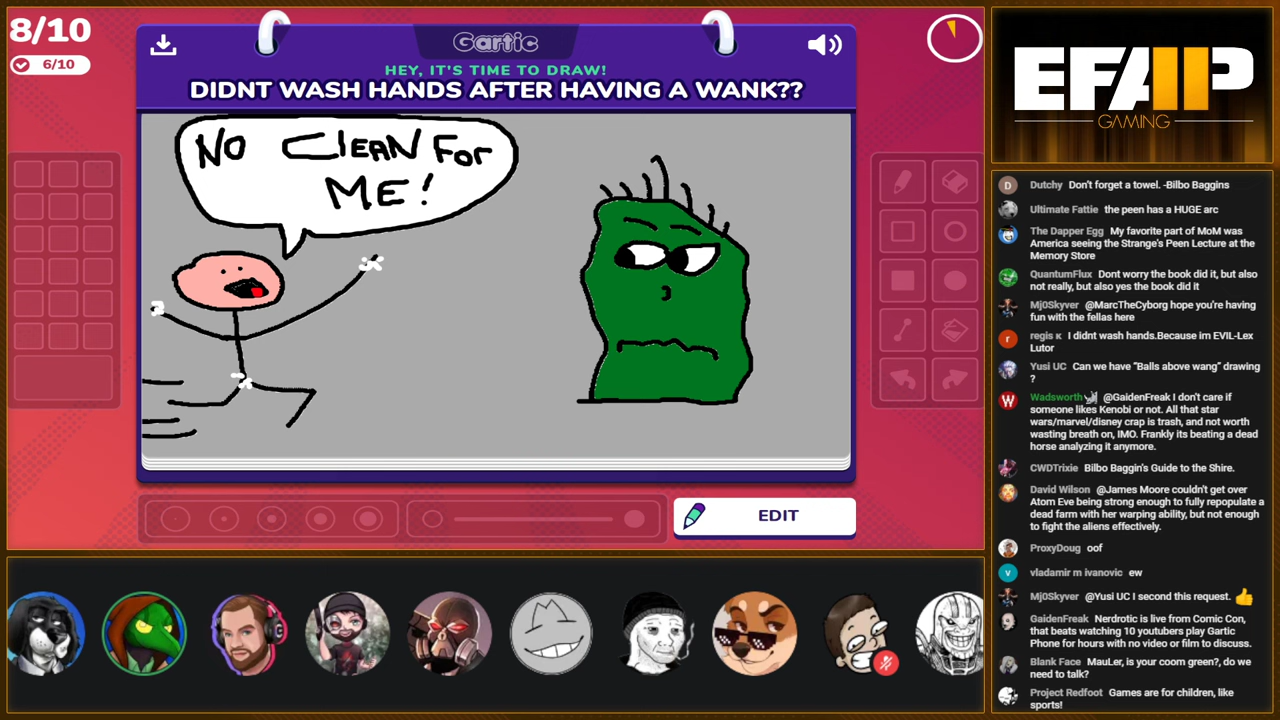 8/10
6/10
Gartic
HEY, IT'S TIME TO DRAW!
DIDNT WASH HANDS AFTER HAVING A WANK??
NO CLEAN FOR
ME!
EDIT
EFAP
GAMING
Dutchy Don't forget a towel. -Bilbo Baggins
Ultimate Fattie the peen has a HUGE arc
The Dapper Egg My favorite part of MoM was
America seeing the Strange's Peen Lecture at the
Memory Store
QuantumFlux Dont worry the book did it, but also
not really, but also yes the book did it
Mj0Skyver @MarcTheCyborg hope you're having
fun with the fellas here
regis κ I didnt wash hands.Because im EVIL-Lex
Lutor
Yusi UC Can we have "Balls above wang" drawing
?
Wadsworth @GaidenFreak I don't care if
someone likes Kenobi or not. All that star
wars/marvel/disney crap is trash, and not worth
wasting breath on, IMO. Frankly its beating a dead
horse analyzing it anymore.
CWDTrixie Bilbo Baggin's Guide to the Shire.
David Wilson @James Moore couldn't get over
Atom Eve being strong enough to fully repopulate a
dead farm with her warping ability, but not enough
to fight the aliens effectively.
ProxyDoug oof
vladamir m ivanovic ew
Mj0Skyver @Yusi UC I second this request.
GaidenFreak Nerdrotic is live from Comic Con,
that beats watching 10 youtubers play Gartic
Phone for hours with no video or film to discuss.
Blank Face MauLer, is your coom green?, do we
need to talk?
Project Redfoot Games are for children, like
sports!